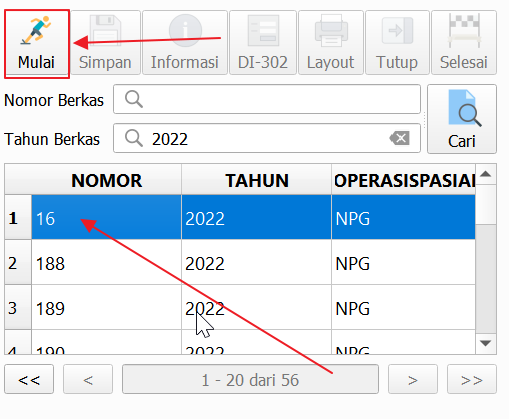 Mulai Simpan Informasi DI-302 Layout Tutup Selesai
Nomor Berkas
Tahun Berkas 2022
Cari
NOMOR TAHUN OPERASISPASIAL
1 16 2022 NPG
2 188 2022 NPG
3 189 2022 NPG
4 190 2022 NPG
<< < 1 - 20 dari 56 > >>